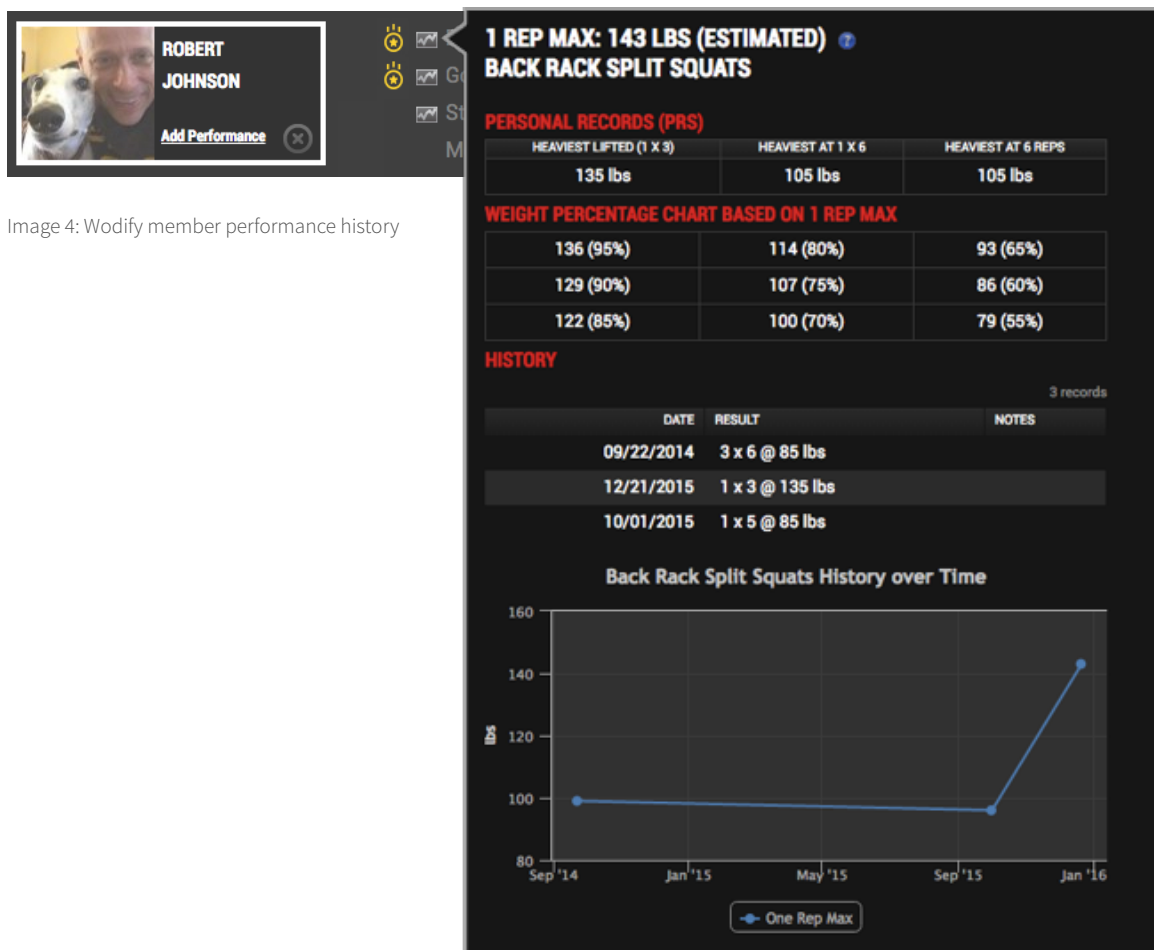 ROBERT
JOHNSON
Add Performance
St
M
Image 4: Wodify member performance history
1 REP MAX: 143 LBS (ESTIMATED) ?
BACK RACK SPLIT SQUATS
PERSONAL RECORDS (PRS)
HEAVIEST LIFTED (1 X 3) HEAVIEST AT 1 X 6 HEAVIEST AT 6 REPS
135 lbs 105 lbs 105 lbs
WEIGHT PERCENTAGE CHART BASED ON 1 REP MAX
136 (95%) 114 (80%) 93 (65%)
129 (90%) 107 (75%) 86 (60%)
122 (85%) 100 (70%) 79 (55%)
HISTORY
3 records
DATE RESULT NOTES
09/22/2014 3 x 6 @ 85 lbs
12/21/2015 1 x 3 @ 135 lbs
10/01/2015 1 x 5 @ 85 lbs
Back Rack Split Squats History over Time
160
140
lbs
120
100
80
Sep '14 Jan '15 May '15 Sep '15 Jan '16
One Rep Max